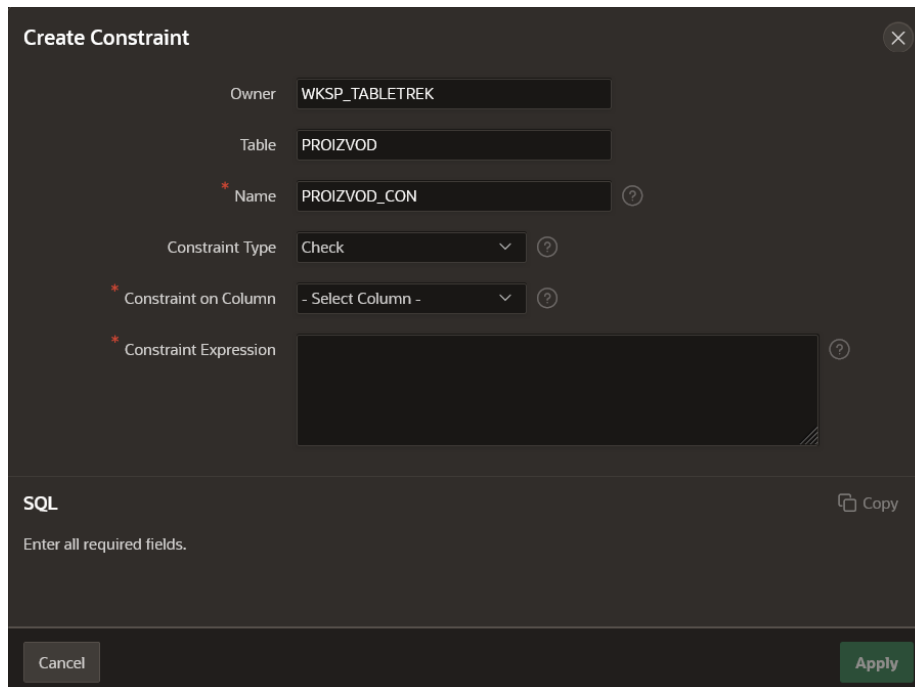 Create Constraint
Owner WKSP_TABLETREK
Table PROIZVOD
* Name PROIZVOD_CON
Constraint Type Check
* Constraint on Column - Select Column -
* Constraint Expression
SQL Copy
Enter all required fields.
Cancel Apply